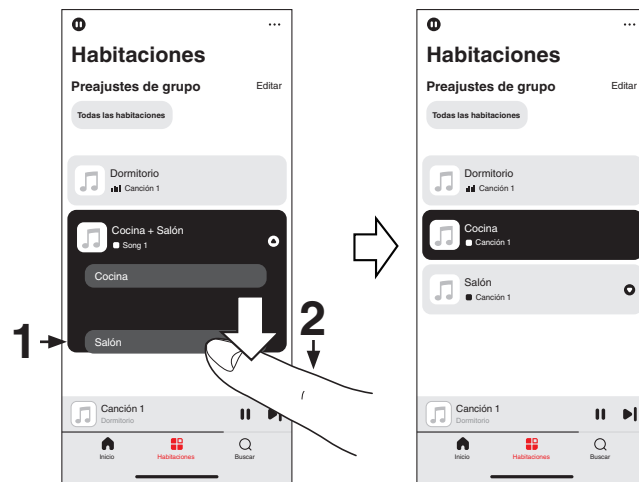 Habitaciones
Preajustes de grupo Editar
Todas las habitaciones
Dormitorio
Canción 1
Cocina + Salón
Song 1
Cocina
1
Salón
2
Canción 1
Dormitorio
Inicio Habitaciones Buscar
Habitaciones
Preajustes de grupo Editar
Todas las habitaciones
Dormitorio
Canción 1
Cocina
Canción 1
Salón
Canción 1
Canción 1
Dormitorio
Inicio Habitaciones Buscar